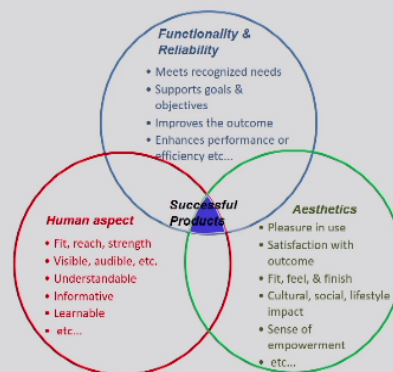 Functionality &
Reliability
• Meets recognized needs
• Supports goals &
objectives
• Improves the outcome
• Enhances performance or
efficiency etc...
Successful
Products
Human aspect
• Fit, reach, strength
• Visible, audible, etc.
• Understandable
• Informative
• Learnable
• etc...
Aesthetics
• Pleasure in use
• Satisfaction with
outcome
• Fit, feel, & finish
• Cultural, social, lifestyle
impact
• Sense of
empowerment
• etc...